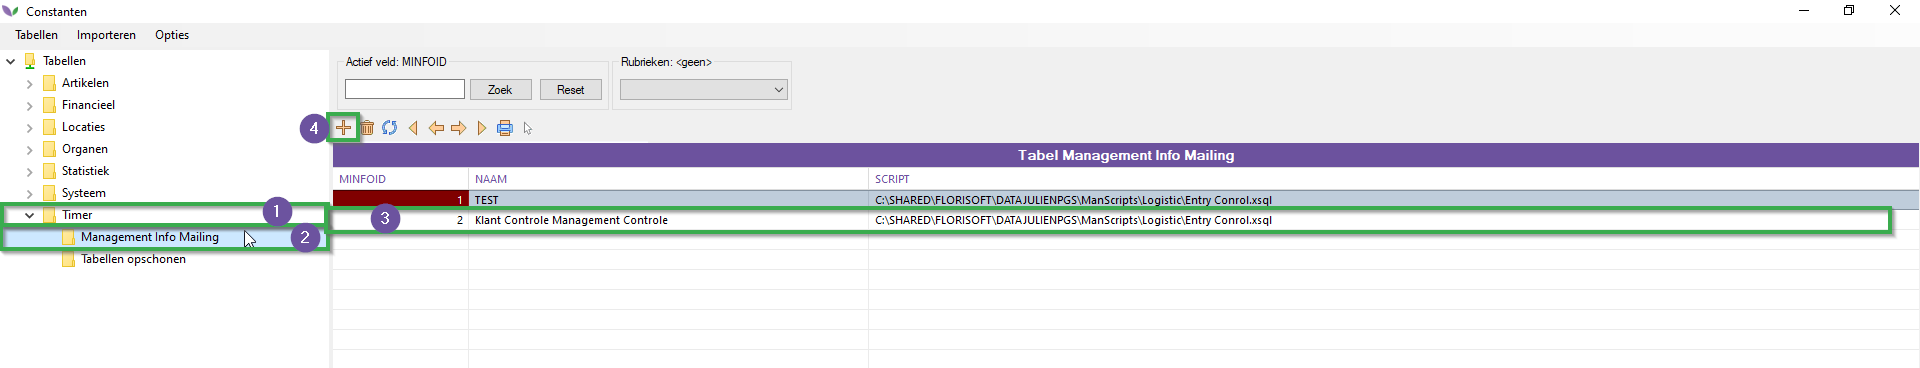 Constanten
Tabellen Importeren Opties
Tabellen
Artikelen
Financieel
Locaties
Organen
Statistiek
Systeem
Timer 1
Management Info Mailing 2
Tabellen opschonen
Actief veld: MINFOID
Zoek Reset
Rubrieken: <geen>
4
Tabel Management Info Mailing
MINFOID NAAM SCRIPT
1 TEST C:\SHARED\FLORISOFT\DATAJULIENPGS\ManScripts\Logistic\Entry Conrol.xsql
3 2 Klant Controle Management Controle C:\SHARED\FLORISOFT\DATAJULIENPGS\ManScripts\Logistic\Entry Conrol.xsql